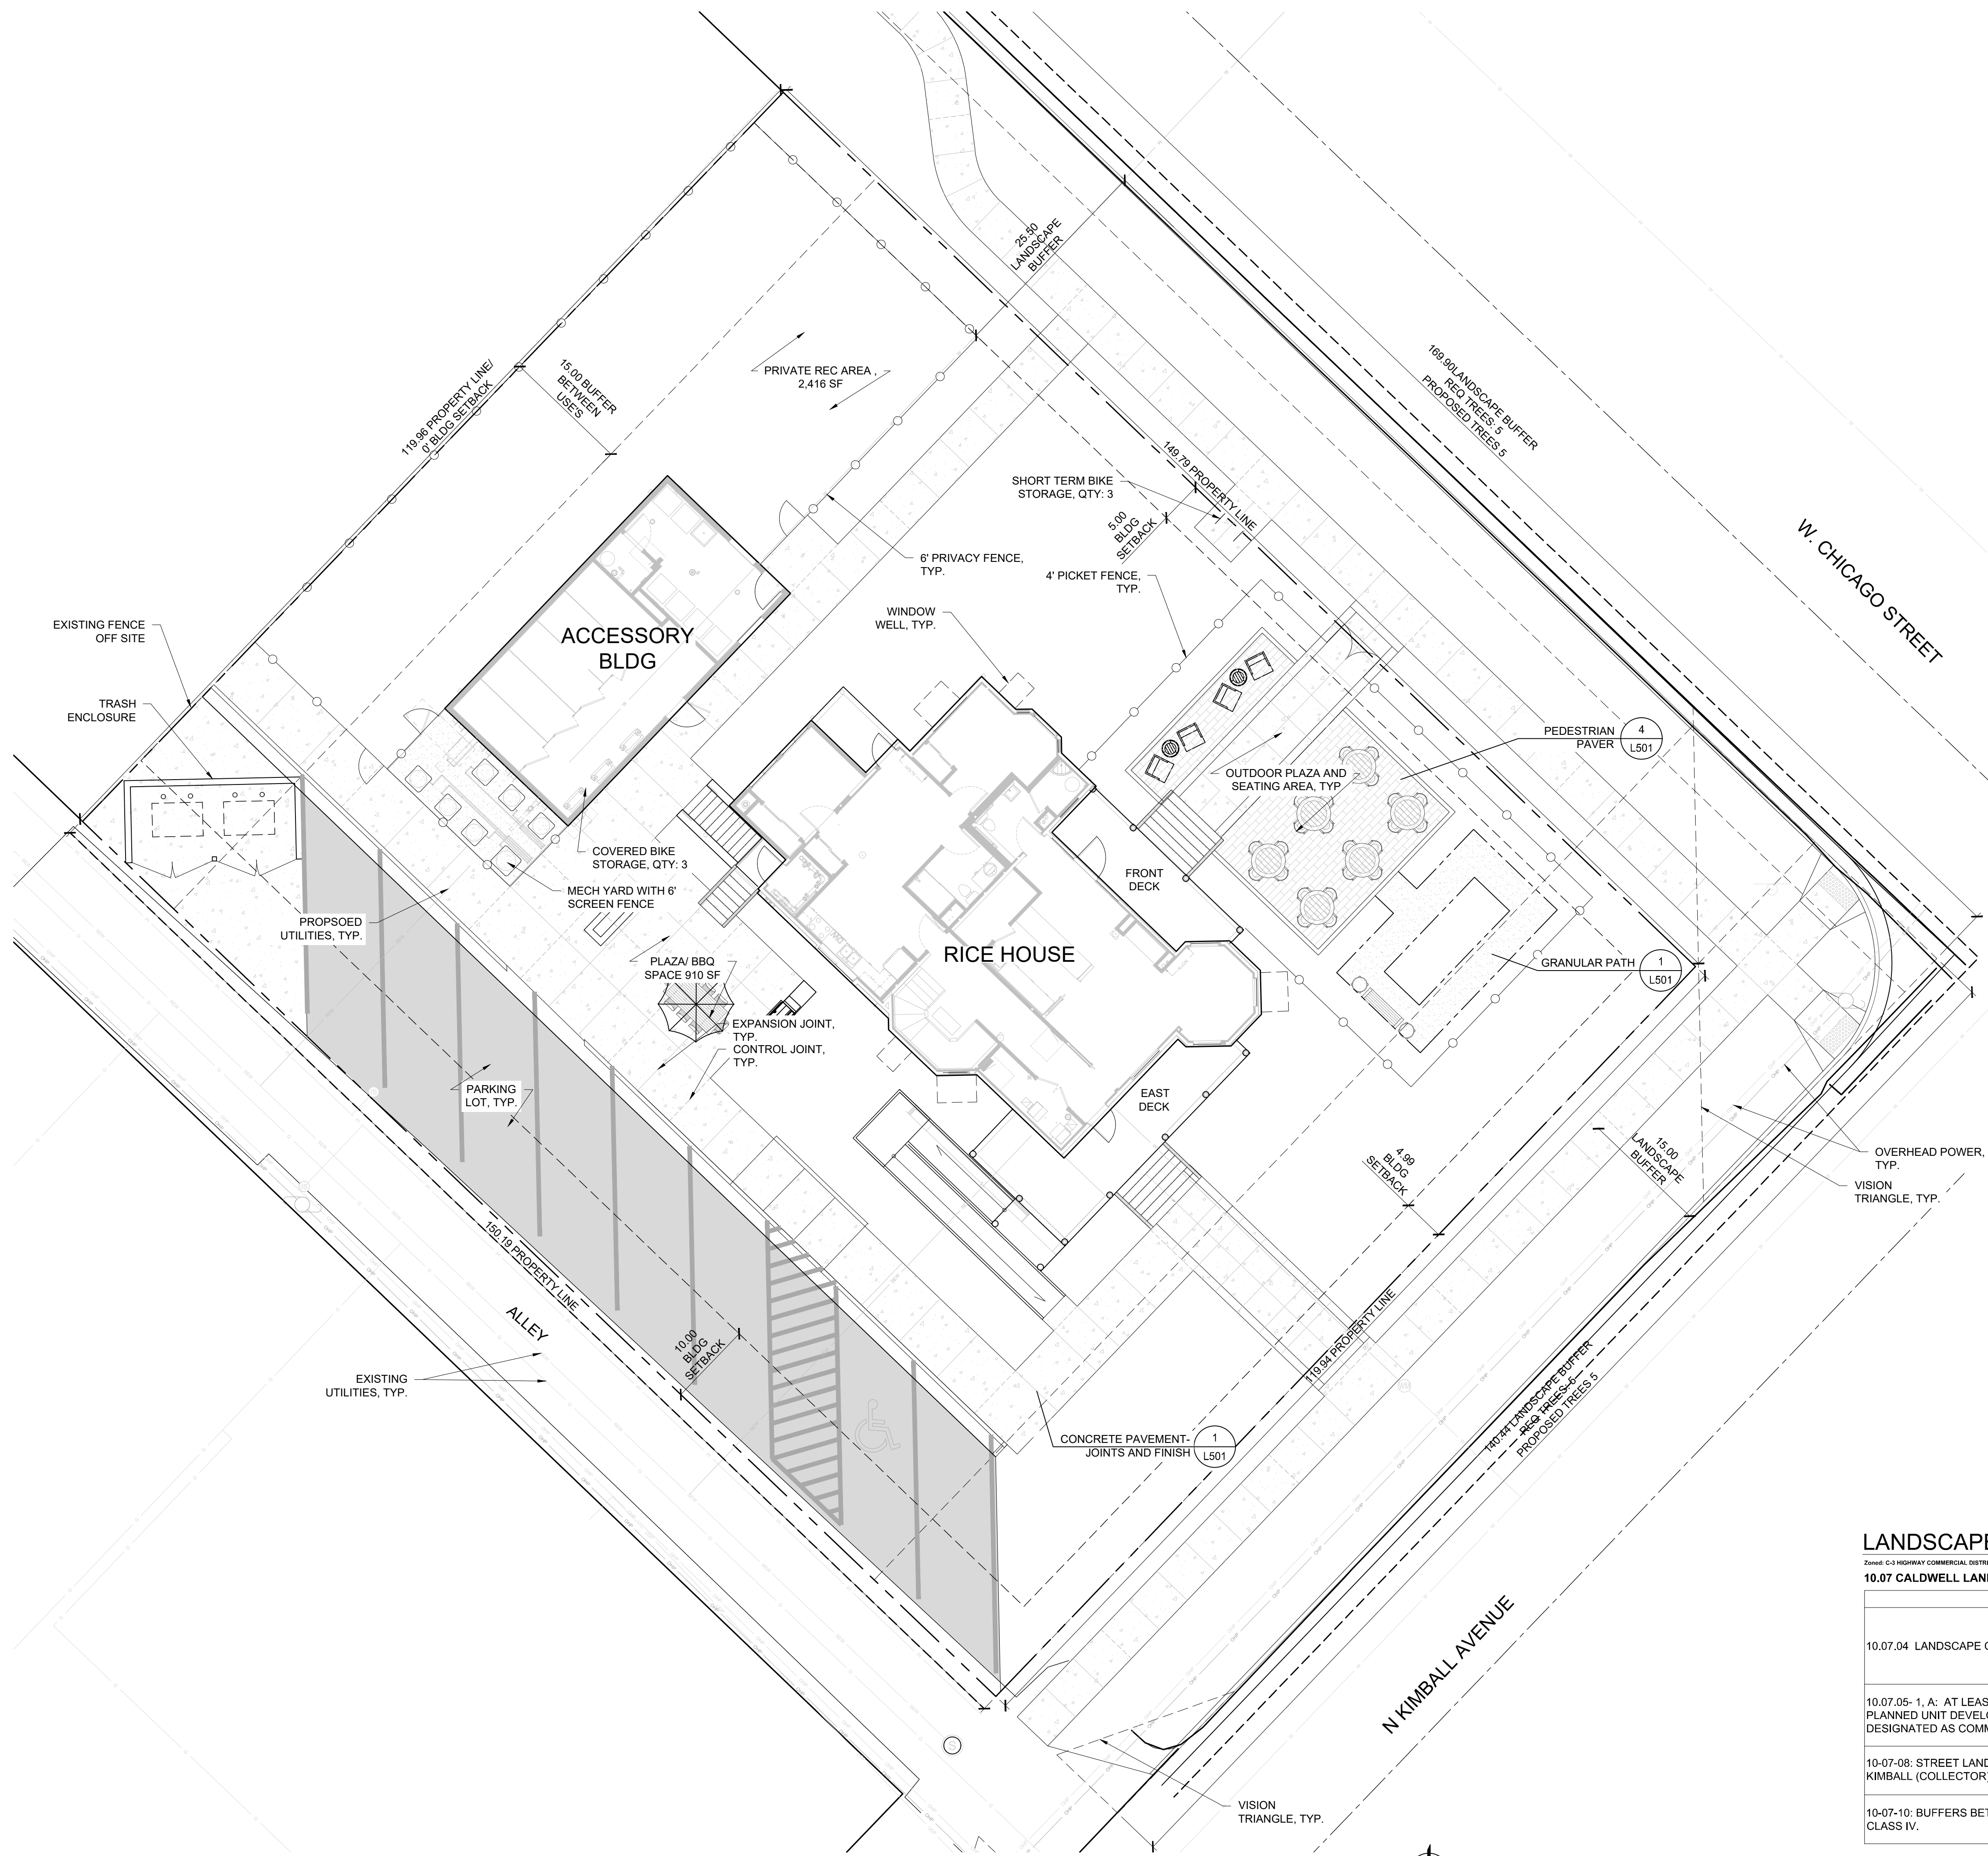 25.50
LANDSCAPE
BUFFER
169.90LANDSCAPE BUFFER
REQ TREES: 5
PROPOSED TREES 5
W. CHICAGO STREET
119.96 PROPERTY LINE/
0' BLDG SETBACK
15.00 BUFFER
BETWEEN
USE'S
PRIVATE REC AREA ,
2,416 SF
149.79 PROPERTY LINE
SHORT TERM BIKE
STORAGE, QTY: 3
5.00
BLDG
SETBACK
6' PRIVACY FENCE,
TYP.
4' PICKET FENCE,
TYP.
WINDOW
WELL, TYP.
EXISTING FENCE
OFF SITE
ACCESSORY
BLDG
TRASH
ENCLOSURE
PEDESTRIAN
PAVER
4
L501
OUTDOOR PLAZA AND
SEATING AREA, TYP
COVERED BIKE
STORAGE, QTY: 3
MECH YARD WITH 6'
SCREEN FENCE
FRONT
DECK
PROPSOED
UTILITIES, TYP.
RICE HOUSE
PLAZA/ BBQ
SPACE 910 SF
GRANULAR PATH
1
L501
EXPANSION JOINT,
TYP.
CONTROL JOINT,
TYP.
PARKING
LOT, TYP.
EAST
DECK
4.99
BLDG
SETBACK
15.00
LANDSCAPE
BUFFER
OVERHEAD POWER,
TYP.
VISION
TRIANGLE, TYP.
150.19 PROPERTY LINE
ALLEY
10.00
BLDG
SETBACK
119.94 PROPERTY LINE
EXISTING
UTILITIES, TYP.
140.44 LANDSCAPE BUFFER
REQ TREES: 5
PROPOSED TREES 5
CONCRETE PAVEMENT-
JOINTS AND FINISH
1
L501
N KIMBALL AVENUE
S
VISION
TRIANGLE, TYP.
LANDSCAPE
Zoned: C-3 HIGHWAY COMMERCIAL
10.07 CALDWELL
10.07.04 LANDSCAPE
10.07.05- 1, A: AT
PLANNED UNIT
DESIGNATED AS
10-07-08: STREET
KIMBALL (COLLECTOR)
10-07-10: BUFFERS
CLASS IV.